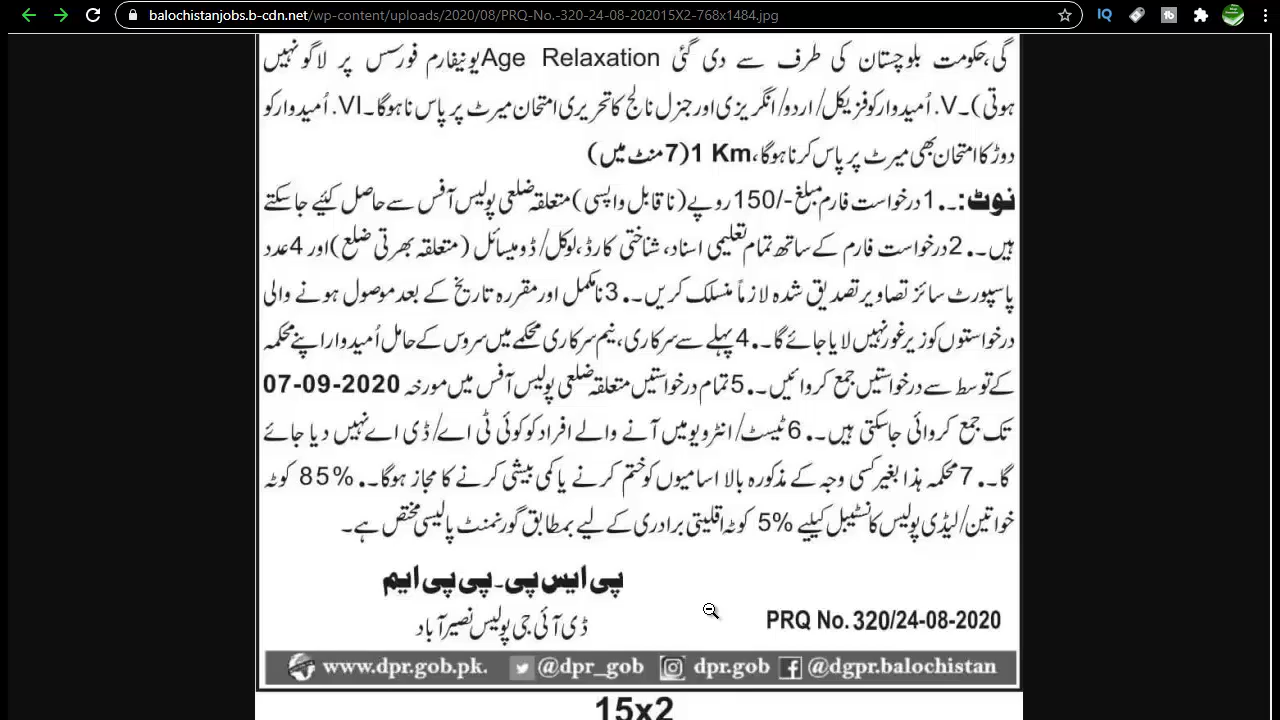 balochistanjobs.b-cdn.net/wp-content/uploads/2020/08/PRQ-No.-320-24-08-202015X2-768x1484.jpg
گی،حکومت بلوچستان کی طرف سے دی گئی Age Relaxation یونیفارم فورسس پر لاگو نہیں
ہوتی)۔V. اُمیدوار کو فزیکل/اردو/انگریزی اور جنرل نالج کا تحریری امتحان میرٹ پر پاس نا ہوگا۔VI. اُمیدوار کو
دوڑ کا امتحان بھی میرٹ پر پاس کرنا ہوگا، 1 Km (7 منٹ میں)
نوٹ:۔ 1. درخواست فارم مبلغ -/150 روپے (ناقابل واپسی) متعلقہ ضلعی پولیس آفس سے حاصل کئیے جاسکتے
ہیں۔ 2. درخواست فارم کے ساتھ تمام تعلیمی اسناد، شناختی کارڈ، لوکل/ڈومیسائل (متعلقہ بھرتی ضلع) اور 4 عدد
پاسپورٹ سائز تصاویر تصدیق شدہ لازماً منسلک کریں۔ 3. نامکمل اور مقررہ تاریخ کے بعد موصول ہونے والی
درخواستوں کو زیر غور نہیں لایا جائے گا۔ 4. پہلے سے سرکاری، نیم سرکاری محکمے میں سروس کے حامل اُمیدوار اپنے محکمہ
کے توسط سے درخواستیں جمع کروائیں۔ 5. تمام درخواستیں متعلقہ ضلعی پولیس آفس میں مورخہ 07-09-2020
تک جمع کروائی جاسکتی ہیں۔ 6. ٹیسٹ/انٹرویو میں آنے والے افراد کو کوئی ٹی اے/ڈی اے نہیں دیا جائے
گا۔ 7. محکمہ ہذا بغیر کسی وجہ کے مذکورہ بالا اسامیوں کو ختم کرنے یا کمی بیشی کرنے کا مجاز ہوگا۔ 8. 5% کوٹہ
خواتین/لیڈی پولیس کانسٹیبل کیلیے 5% کوٹہ اقلیتی برادری کے لیے بمطابق گورنمنٹ پالیسی مختص ہے۔
پی ایس پی۔ پی پی ایم
ڈی آئی جی پولیس نصیر آباد
PRQ No. 320/24-08-2020
www.dpr.gob.pk. @dpr_gob dpr.gob @dgpr.balochistan
15x2